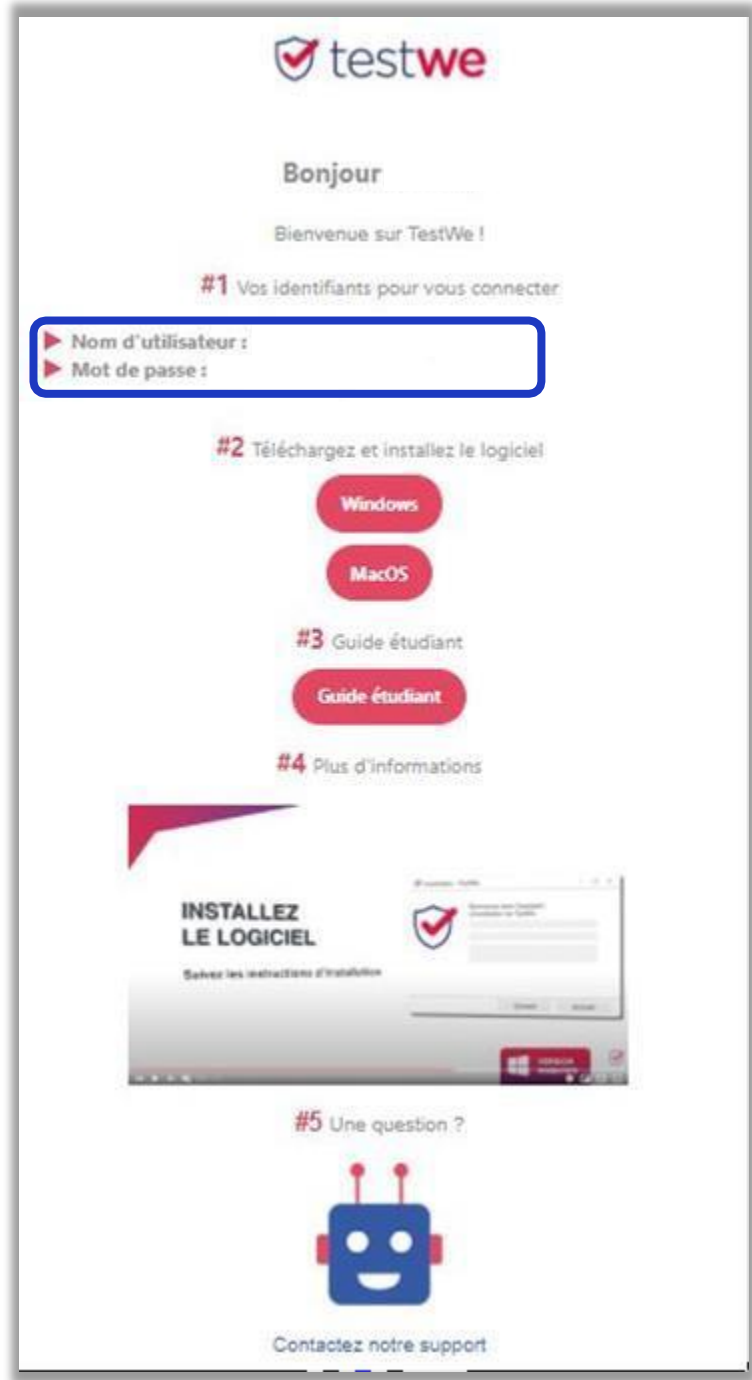 testwe
Bonjour
Bienvenue sur TestWe !
#1 Vos identifiants pour vous connecter
Nom d'utilisateur :
Mot de passe :
#2 Téléchargez et installez le logiciel
Windows
MacOS
#3 Guide étudiant
Guide étudiant
#4 Plus d'informations
INSTALLEZ
LE LOGICIEL
Suivez les instructions d'installation
#5 Une question ?
Contactez notre support